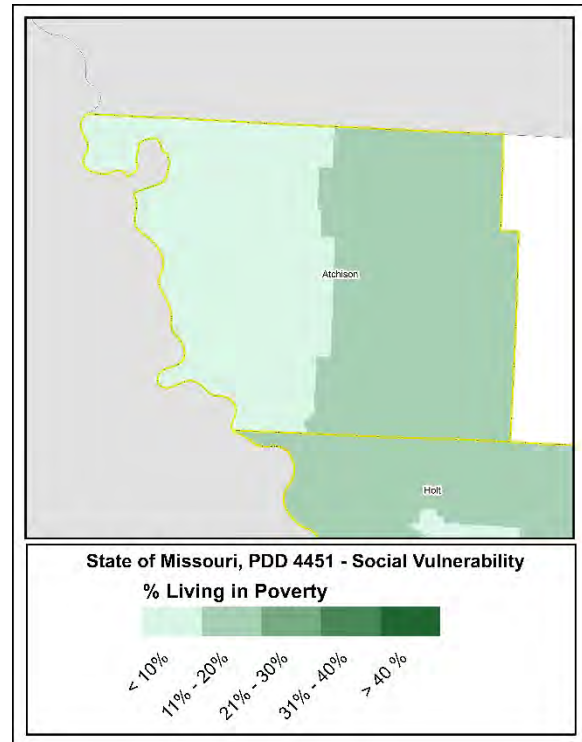 Atchison
Holt
State of Missouri, PDD 4451 - Social Vulnerability
% Living in Poverty
< 10%
11% - 20%
21% - 30%
31% - 40%
> 40 %